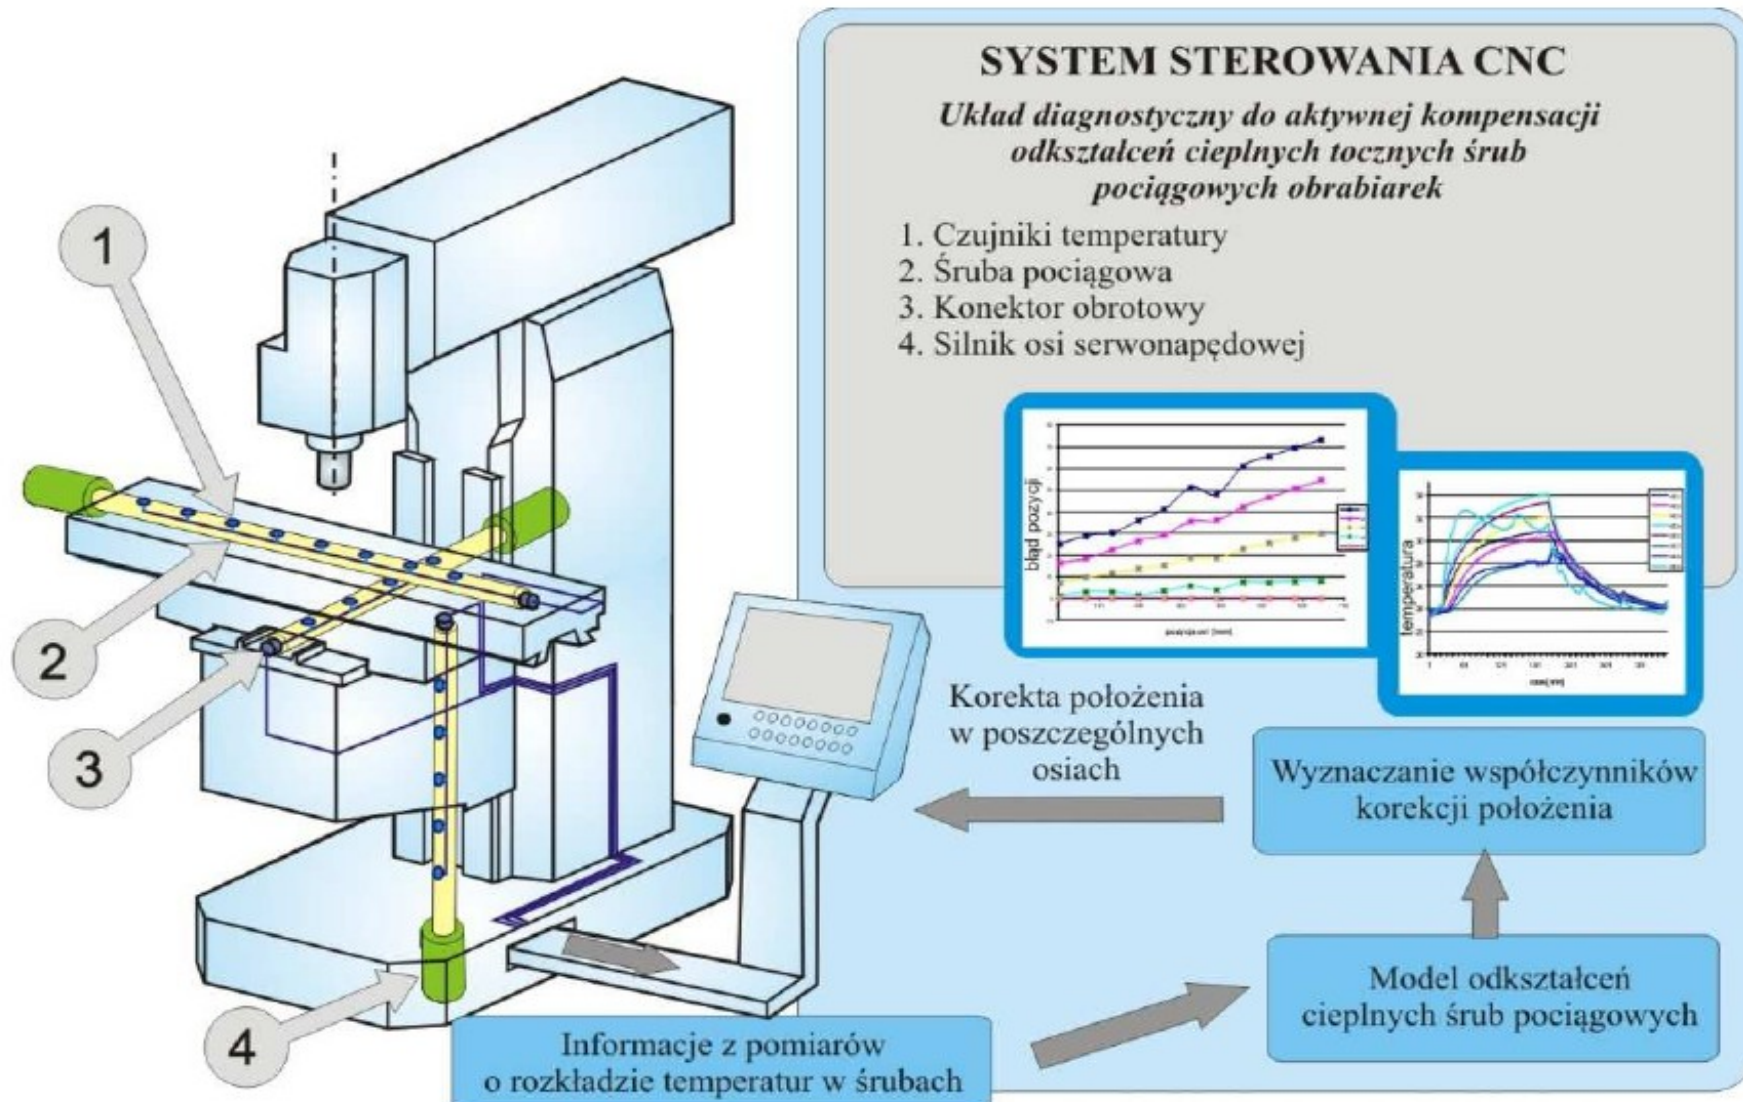 SYSTEM STEROWANIA CNC
Układ diagnostyczny do aktywnej kompensacji
odkształceń cieplnych tocznych śrub
pociągowych obrabiarek
1. Czujniki temperatury
2. Śruba pociągowa
3. Konektor obrotowy
4. Silnik osi serwonapędowej
błąd pozycji
temperatura
1
2
3
4
Korekta położenia
w poszczególnych
osiach
Wyznaczanie współczynników
korekcji położenia
Model odkształceń
cieplnych śrub pociągowych
Informacje z pomiarów
o rozkładzie temperatur w śrubach